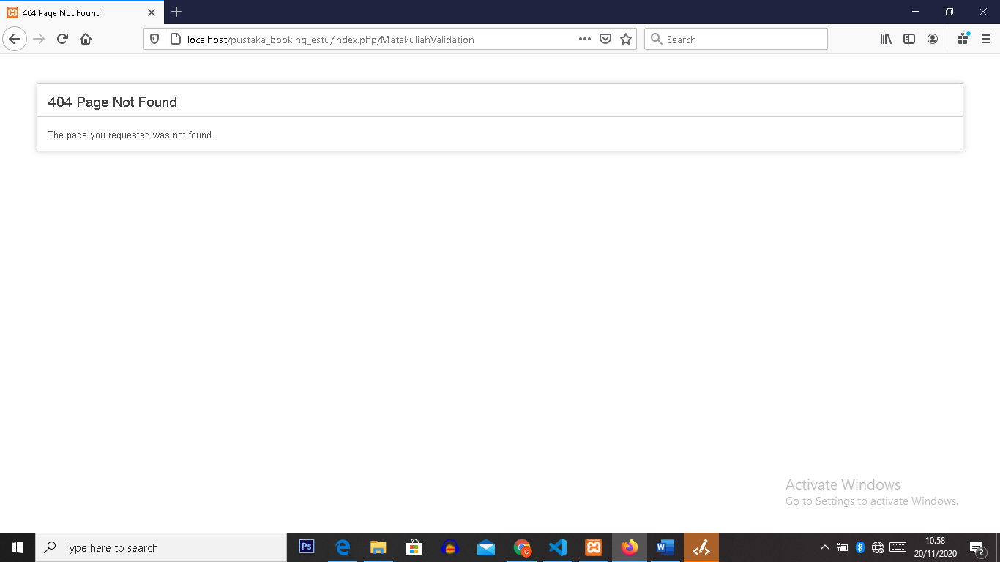 404 Page Not Found
localhost/pustaka_booking_estu/index.php/MatakuliahValidation
Search
404 Page Not Found
The page you requested was not found.
Activate Windows
Go to Settings to activate Windows.
Ps
Type here to search
10.58
20/11/2020
2